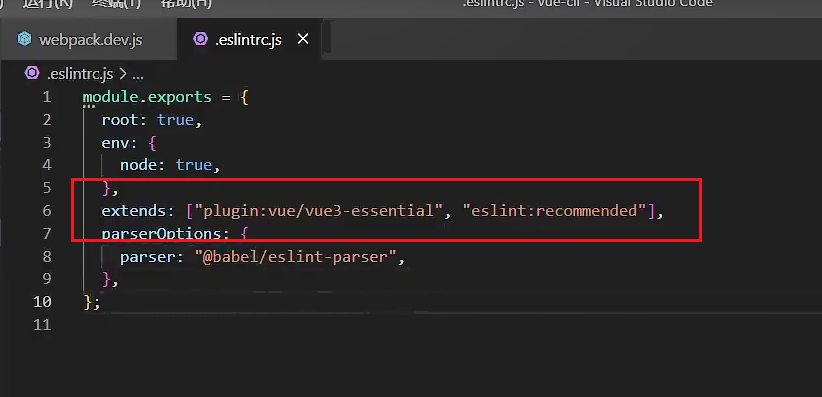 运行(R) 终端(T) 帮助(H) .eslintrc.js - vue-cli - Visual Studio Code
webpack.dev.js .eslintrc.js ×
.eslintrc.js > ...
1 module.exports = {
2 root: true,
3 env: {
4 node: true,
5 },
6 extends: ["plugin:vue/vue3-essential", "eslint:recommended"],
7 parserOptions: {
8 parser: "@babel/eslint-parser",
9 },
10 };
11